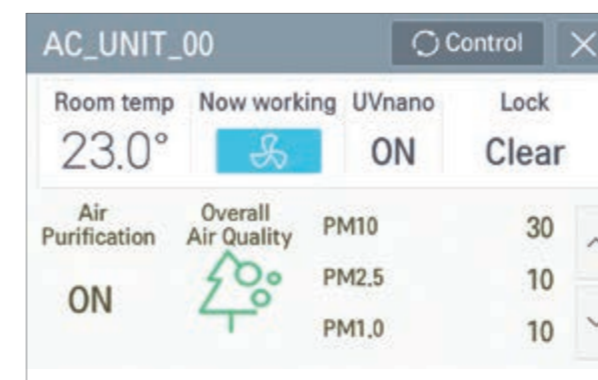 AC_UNIT_00 Control
Room temp Now working UVnano Lock
23.0° ON Clear
Air Purification Overall Air Quality PM10 30
ON PM2.5 10
PM1.0 10